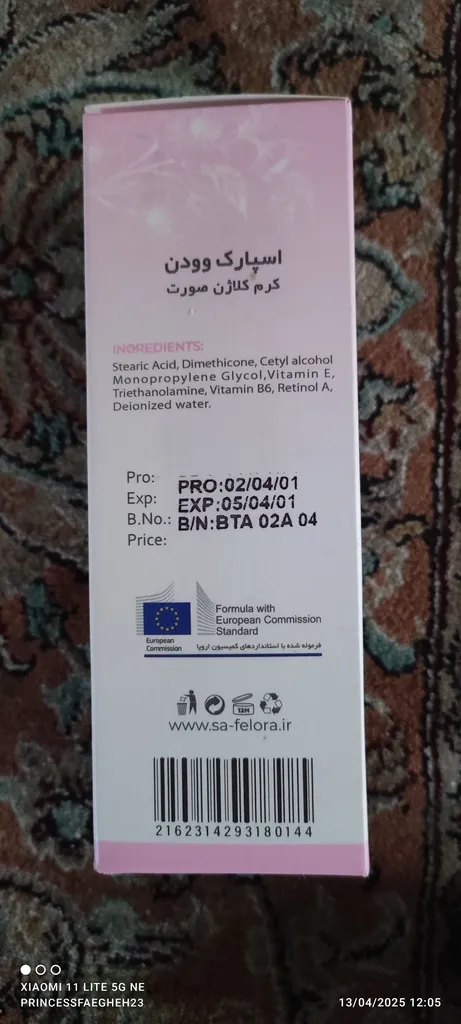 اسپارک وودن
کرم کلاژن صورت
INGREDIENTS:
Stearic Acid, Dimethicone, Cetyl alcohol
Monopropylene Glycol,Vitamin E,
Triethanolamine, Vitamin B6, Retinol A,
Deionized water.
Pro: PRO:02/04/01
Exp: EXP:05/04/01
B.No.: B/N:BTA 02A 04
Price:
European
Commission
Formula with
European Commission
Standard
فرموله شده با استانداردهای کمیسیون اروپا
12M
www.sa-felora.ir
2162314293180144
XIAOMI 11 LITE 5G NE
PRINCESSFAEGHEH23
13/04/2025 12:05